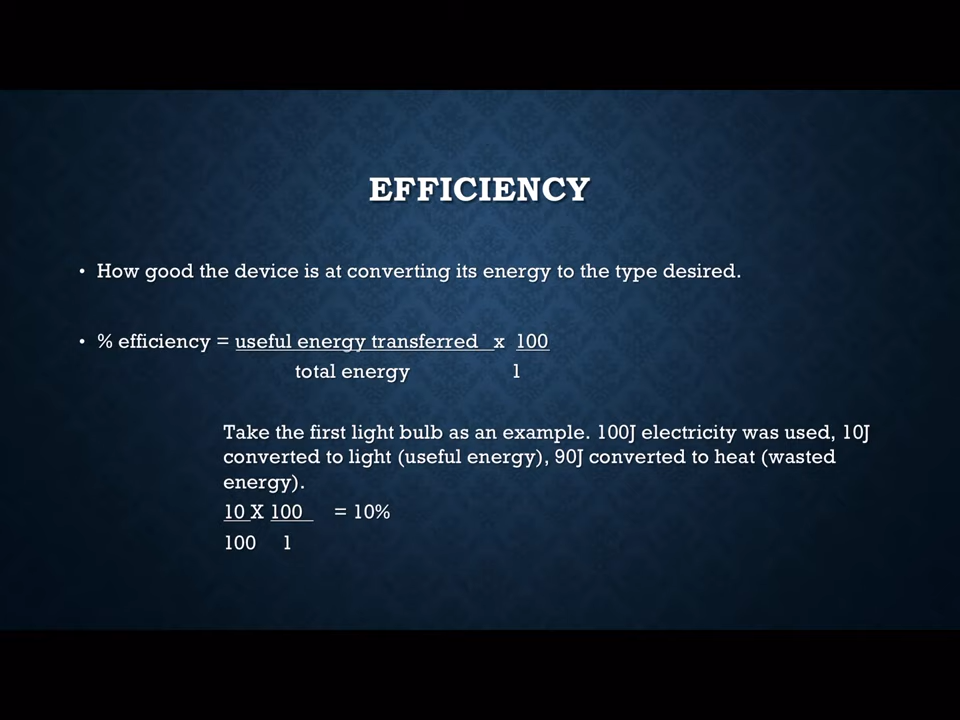 EFFICIENCY
• How good the device is at converting its energy to the type desired.
• % efficiency = useful energy transferred x 100
total energy 1
Take the first light bulb as an example. 100J electricity was used, 10J
converted to light (useful energy), 90J converted to heat (wasted
energy).
10 X 100 = 10%
100 1